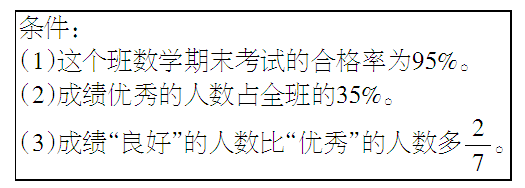 条件：
(1)这个班数学期末考试的合格率为95%。
(2)成绩优秀的人数占全班的35%。
(3)成绩“良好”的人数比“优秀”的人数多2/7。